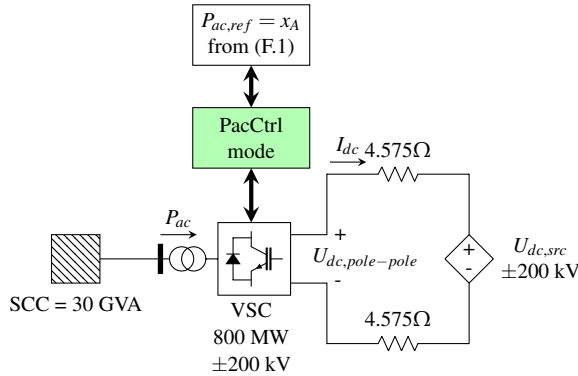 P_{ac,ref} = x_A
from (F.1)
PacCtrl
mode
I_{dc}
4.575Ω
P_{ac}
+
U_{dc,pole-pole}
-
+
-
U_{dc,src}
±200 kV
SCC = 30 GVA
VSC
800 MW
±200 kV
4.575Ω